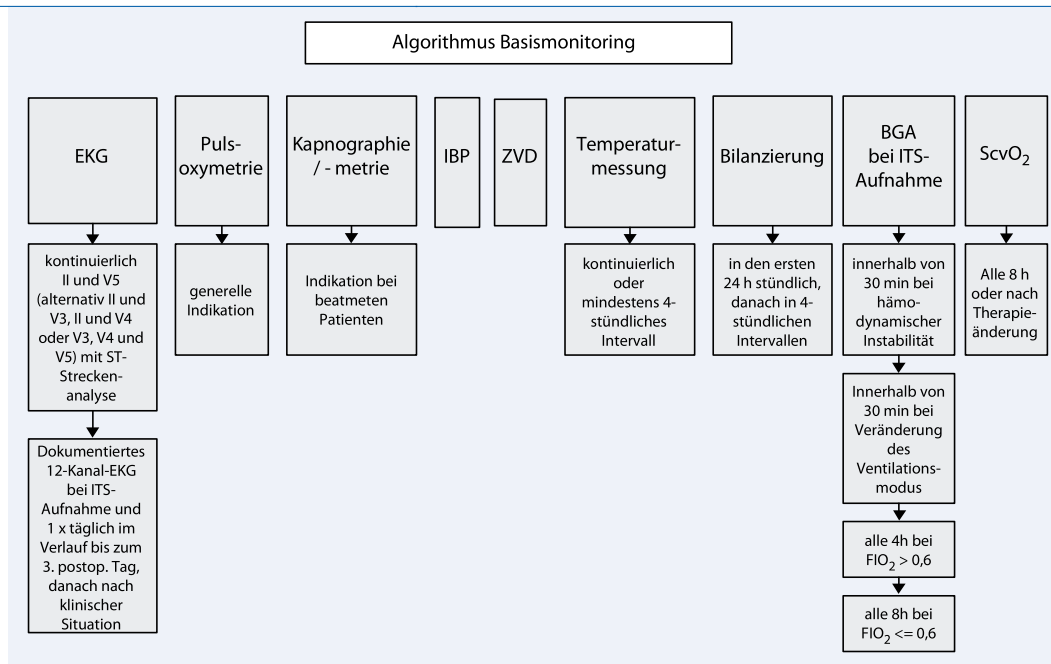 Algorithmus Basismonitoring
EKG
kontinuierlich
II und V5
(alternativ II und
V3, II und V4
oder V3, V4 und
V5) mit ST-
Strecken-
analyse
Dokumentiertes
12-Kanal-EKG
bei ITS-
Aufnahme und
1 x täglich im
Verlauf bis zum
3. postop. Tag,
danach nach
klinischer
Situation
Puls-
oxymetrie
generelle
Indikation
Kapnographie
/ - metrie
Indikation bei
beatmeten
Patienten
IBP
ZVD
Temperatur-
messung
kontinuierlich
oder
mindestens 4-
stündliches
Intervall
Bilanzierung
in den ersten
24 h stündlich,
danach in 4-
stündlichen
Intervallen
BGA
bei ITS-
Aufnahme
innerhalb von
30 min bei
hämo-
dynamischer
Instabilität
Innerhalb von
30 min bei
Veränderung
des
Ventilations-
modus
alle 4h bei
FIO₂ > 0,6
alle 8h bei
FIO₂ <= 0,6
ScvO₂
Alle 8 h
oder nach
Therapie-
änderung